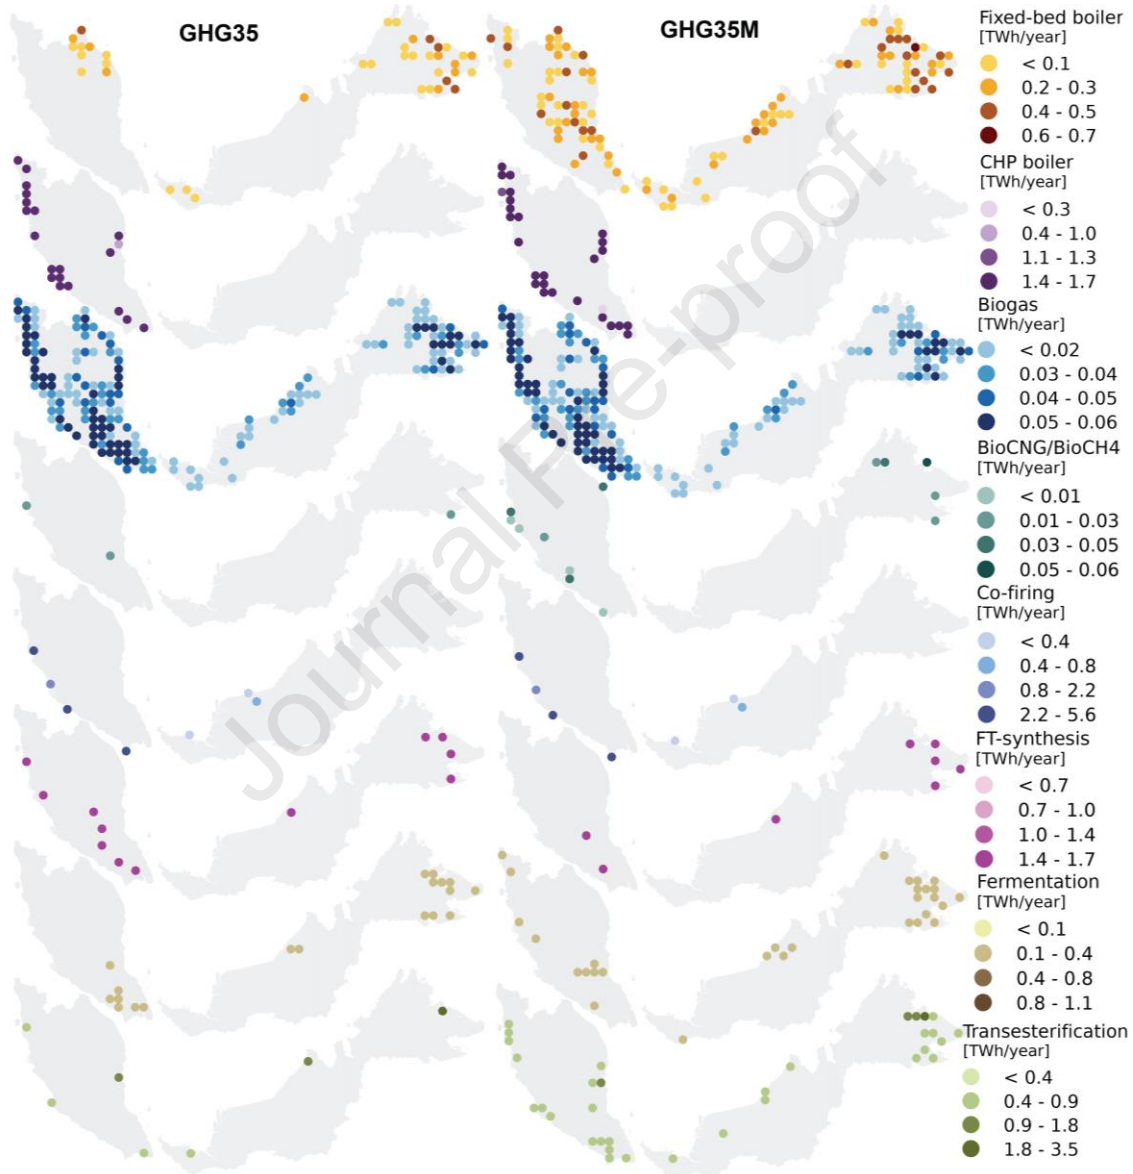 GHG35
GHG35M
Fixed-bed boiler
[TWh/year]
< 0.1
0.2 - 0.3
0.4 - 0.5
0.6 - 0.7
CHP boiler
[TWh/year]
< 0.3
0.4 - 1.0
1.1 - 1.3
1.4 - 1.7
Biogas
[TWh/year]
< 0.02
0.03 - 0.04
0.04 - 0.05
0.05 - 0.06
BioCNG/BioCH4
[TWh/year]
< 0.01
0.01 - 0.03
0.03 - 0.05
0.05 - 0.06
Co-firing
[TWh/year]
< 0.4
0.4 - 0.8
0.8 - 2.2
2.2 - 5.6
FT-synthesis
[TWh/year]
< 0.7
0.7 - 1.0
1.0 - 1.4
1.4 - 1.7
Fermentation
[TWh/year]
< 0.1
0.1 - 0.4
0.4 - 0.8
0.8 - 1.1
Transesterification
[TWh/year]
< 0.4
0.4 - 0.9
0.9 - 1.8
1.8 - 3.5
Journal Pre-proof